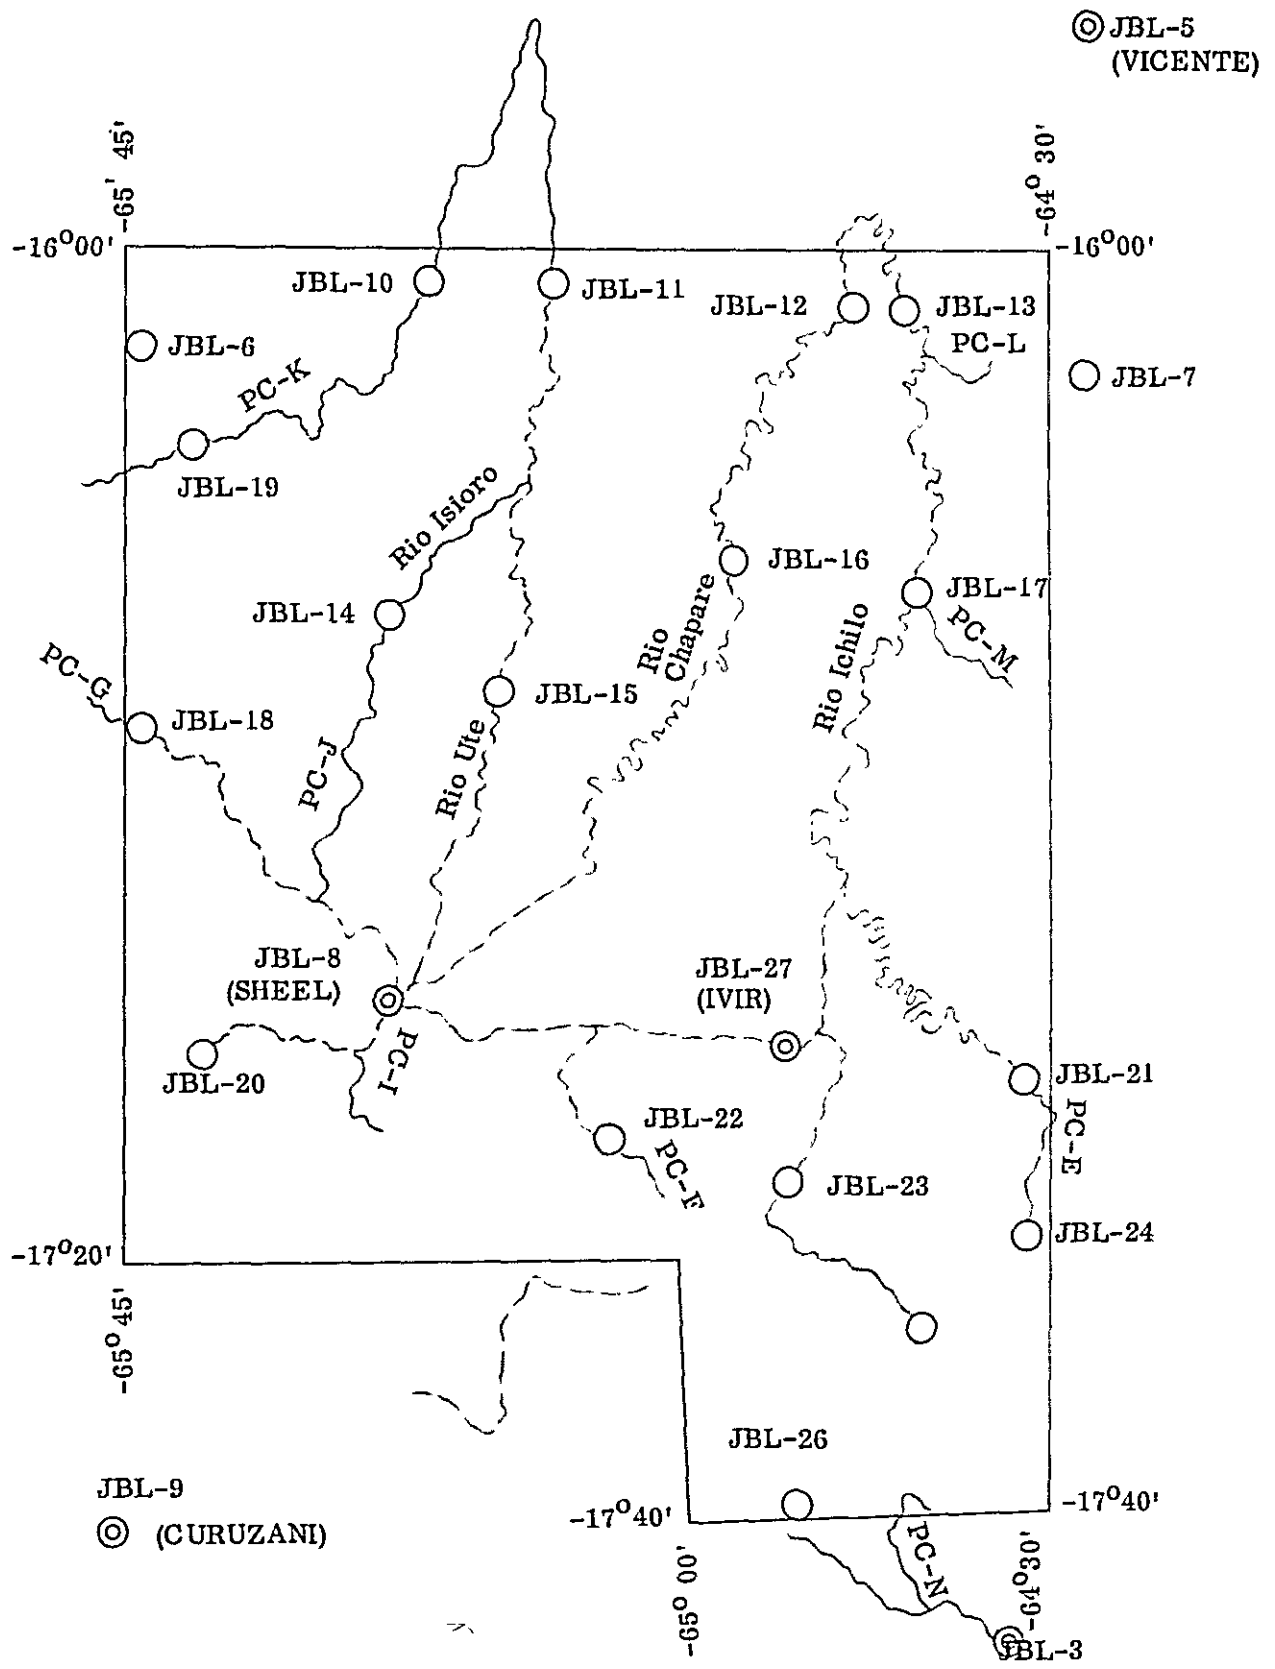 JBL-5
(VICENTE)
-65' 45'
-64° 30'
-16°00'
-16°00'
JBL-10
JBL-11
JBL-12
JBL-13
JBL-6
PC-L
JBL-7
PC-K
JBL-19
Rio Isioro
JBL-16
JBL-14
JBL-17
Rio
Chapare
PC-M
PC-G
JBL-18
JBL-15
Rio Ichilo
PC-J
Rio Ute
JBL-8
(SHEEL)
JBL-27
(IVIR)
PC-I
JBL-20
JBL-21
JBL-22
PC-E
PC-F
JBL-23
JBL-24
-17°20'
-65° 45'
JBL-26
JBL-9
(CURUZANI)
-17°40'
-17°40'
PC-N
-65° 00'
-64°30'
JBL-3